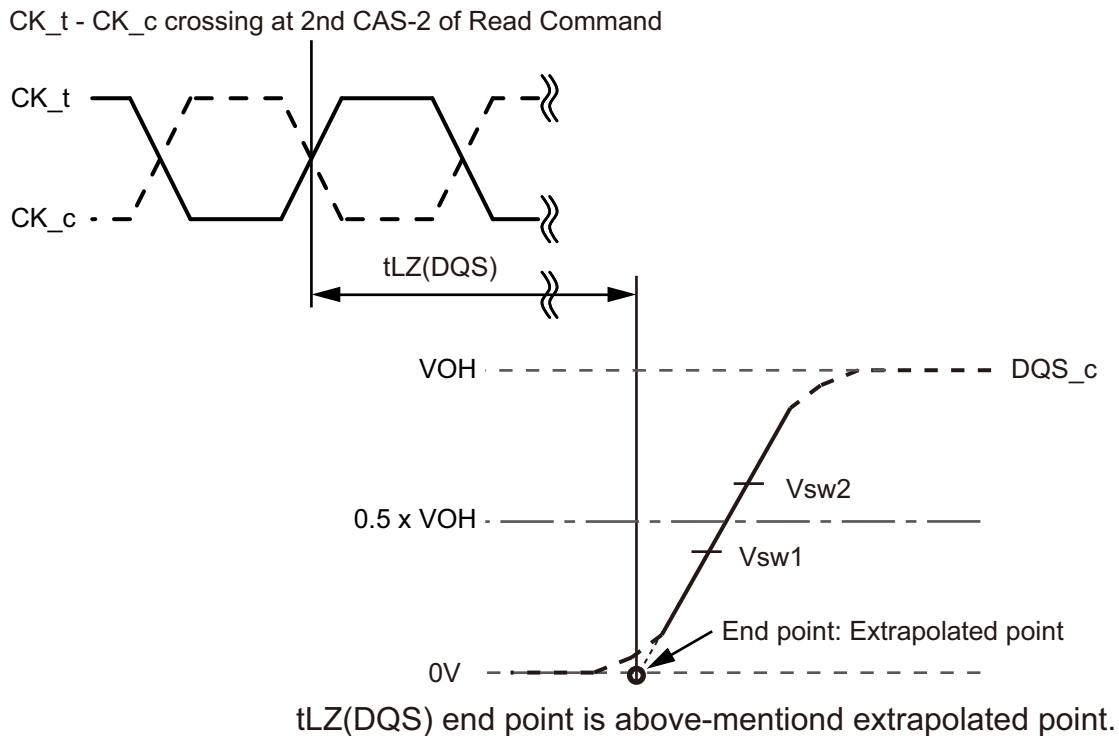 CK_t - CK_c crossing at 2nd CAS-2 of Read Command
CK_t
CK_c
tLZ(DQS)
VOH
DQS_c
Vsw2
0.5 x VOH
Vsw1
End point: Extrapolated point
0V
tLZ(DQS) end point is above-mentiond extrapolated point.